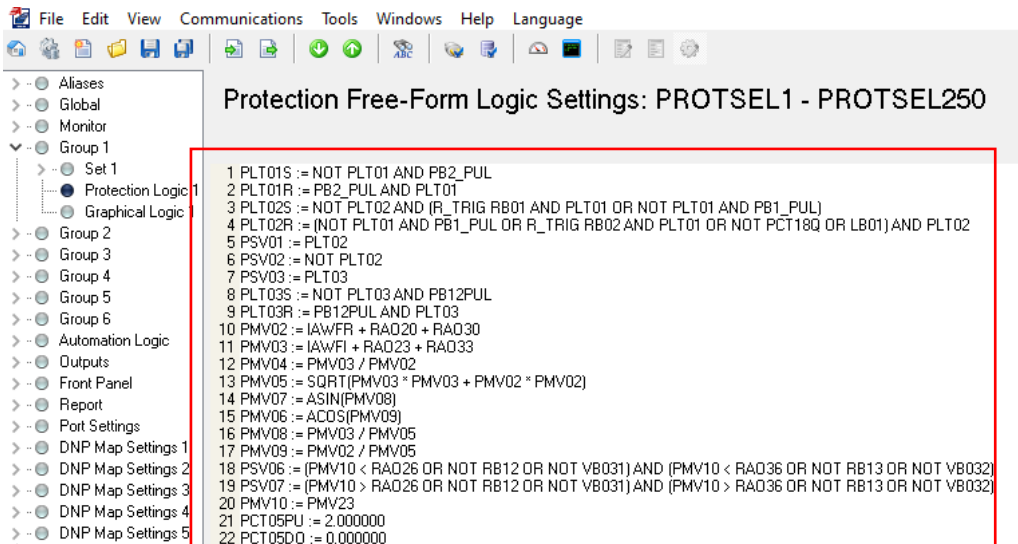 File Edit View Communications Tools Windows Help Language
ABC
Aliases
Global
Monitor
Group 1
Set 1
Protection Logic 1
Graphical Logic 1
Group 2
Group 3
Group 4
Group 5
Group 6
Automation Logic
Outputs
Front Panel
Report
Port Settings
DNP Map Settings 1
DNP Map Settings 2
DNP Map Settings 3
DNP Map Settings 4
DNP Map Settings 5
Protection Free-Form Logic Settings: PROTSEL1 - PROTSEL250
1 PLT01S := NOT PLT01 AND PB2_PUL
2 PLT01R := PB2_PUL AND PLT01
3 PLT02S := NOT PLT02 AND (R_TRIG RB01 AND PLT01 OR NOT PLT01 AND PB1_PUL)
4 PLT02R := (NOT PLT01 AND PB1_PUL OR R_TRIG RB02 AND PLT01 OR NOT PCT18Q OR LB01) AND PLT02
5 PSV01 := PLT02
6 PSV02 := NOT PLT02
7 PSV03 := PLT03
8 PLT03S := NOT PLT03 AND PB12PUL
9 PLT03R := PB12PUL AND PLT03
10 PMV02 := IAWFR + RAO20 + RAO30
11 PMV03 := IAWFI + RAO23 + RAO33
12 PMV04 := PMV03 / PMV02
13 PMV05 := SQRT(PMV03 * PMV03 + PMV02 * PMV02)
14 PMV07 := ASIN(PMV08)
15 PMV06 := ACOS(PMV09)
16 PMV08 := PMV03 / PMV05
17 PMV09 := PMV02 / PMV05
18 PSV06 := (PMV10 < RAO26 OR NOT RB12 OR NOT VB031) AND (PMV10 < RAO36 OR NOT RB13 OR NOT VB032)
19 PSV07 := (PMV10 > RAO26 OR NOT RB12 OR NOT VB031) AND (PMV10 > RAO36 OR NOT RB13 OR NOT VB032)
20 PMV10 := PMV23
21 PCT05PU := 2.000000
22 PCT05DO := 0.000000